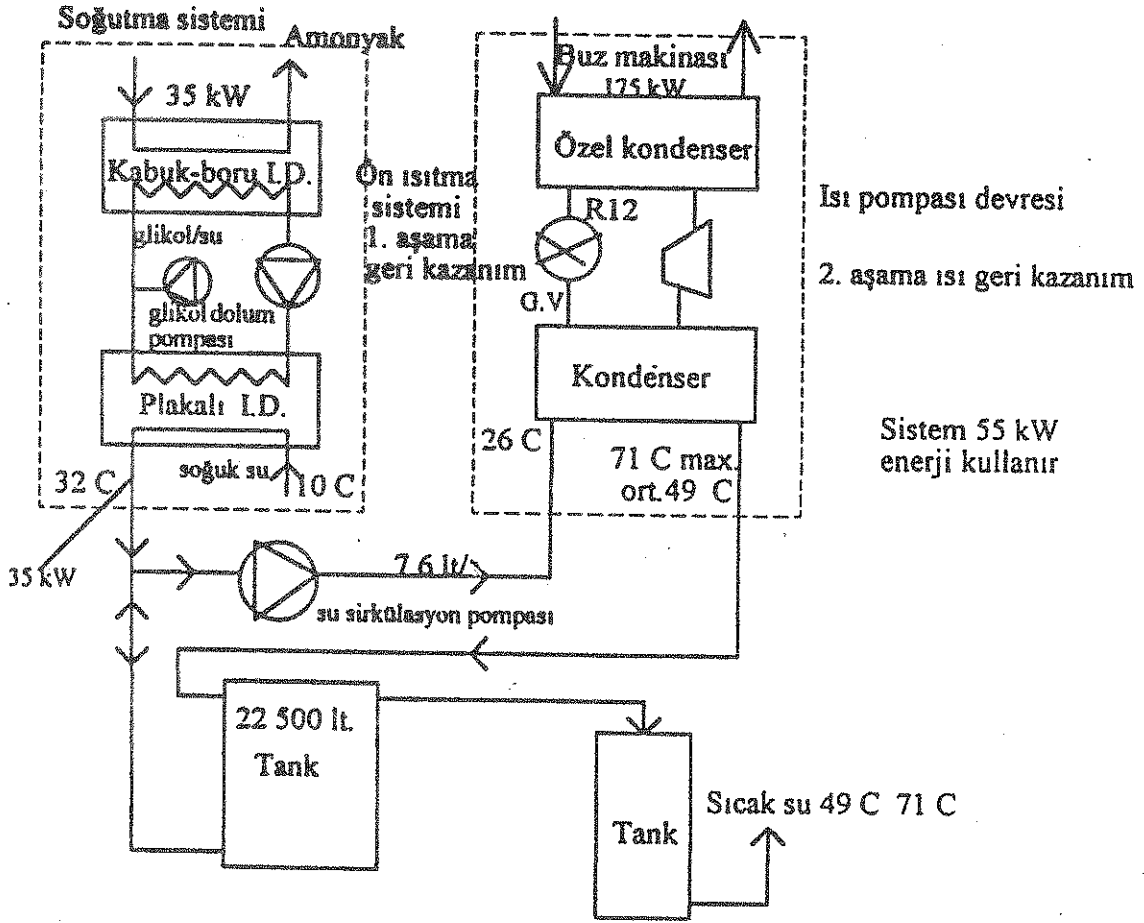 Soğutma sistemi
Amonyak
35 kW
Kabuk-boru I.D.
glikol/su
glikol dolum
pompası
Plakalı I.D.
soğuk su
32 C
10 C
35 kW
Ön ısıtma
sistemi
1. aşama
geri kazanım
Buz makinası
175 kW
Özel kondenser
R12
G.V
Kondenser
26 C
71 C max.
ort.49 C
Isı pompası devresi
2. aşama ısı geri kazanım
Sistem 55 kW
enerji kullanır
7.6 lt/
su sirkülasyon pompası
22 500 lt.
Tank
Tank
Sıcak su 49 C 71 C